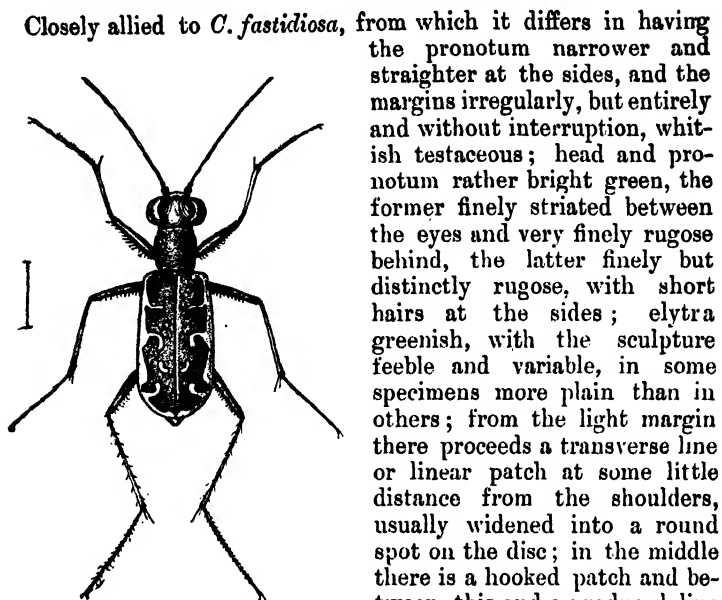 Closely allied to C. fastidiosa, from which it differs in having
the pronotum narrower and
straighter at the sides, and the
margins irregularly, but entirely
and without interruption, whit-
ish testaceous; head and pro-
notum rather bright green, the
former finely striated between
the eyes and very finely rugose
behind, the latter finely but
distinctly rugose, with short
hairs at the sides; elytra
greenish, with the sculpture
feeble and variable, in some
specimens more plain than in
others; from the light margin
there proceeds a transverse line
or linear patch at some little
distance from the shoulders,
usually widened into a round
spot on the disc; in the middle
there is a hooked patch and be-